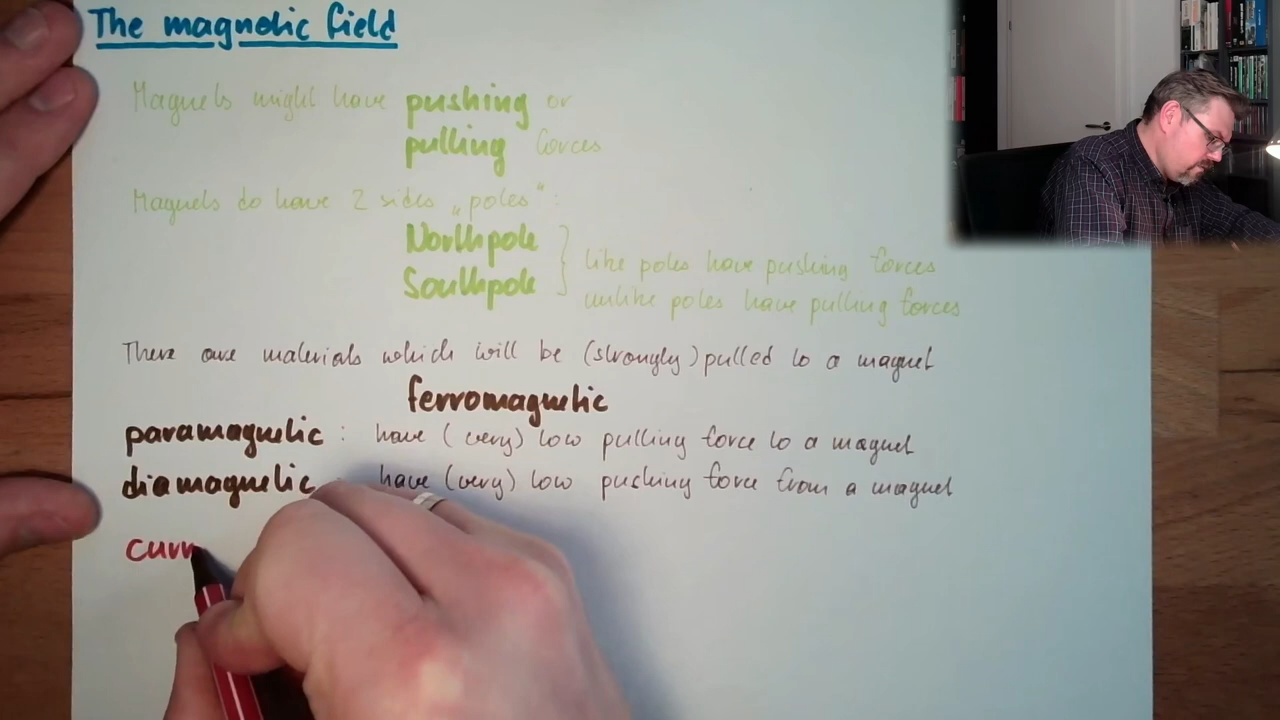 The magnetic field
Magnets might have pushing or
pulling forces
Magnets do have 2 sides „poles“:
Northpole
Southpole
like poles have pushing forces
unlike poles have pulling forces
There are materials which will be (strongly) pulled to a magnet
ferromagnetic
paramagnetic : have (very) low pulling force to a magnet
diamagnetic : have (very) low pushing force from a magnet
curr